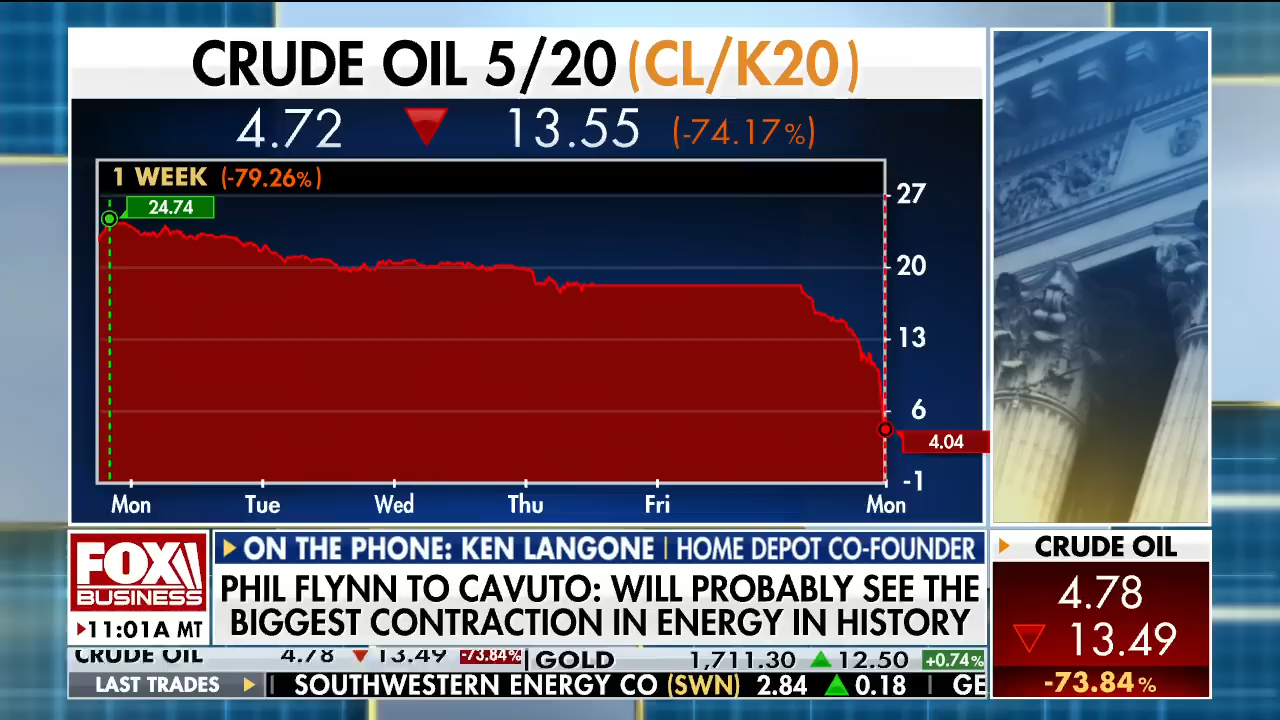 CRUDE OIL 5/20 (CL/K20)
4.72 ▼ 13.55 (-74.17%)
1 WEEK (-79.26%)
24.74
27
20
13
6
4.04
-1
Mon Tue Wed Thu Fri Mon
FOX
BUSINESS
11:01A MT
ON THE PHONE: KEN LANGONE | HOME DEPOT CO-FOUNDER
PHIL FLYNN TO CAVUTO: WILL PROBABLY SEE THE
BIGGEST CONTRACTION IN ENERGY IN HISTORY
CRUDE OIL
4.78
▽ 13.49
-73.84%
CRUDE OIL 4.78 ▼ 13.49 -73.84% | GOLD 1,711.30 ▲ 12.50 +0.74%
LAST TRADES | SOUTHWESTERN ENERGY CO (SWN) 2.84 ▲ 0.18 | GE